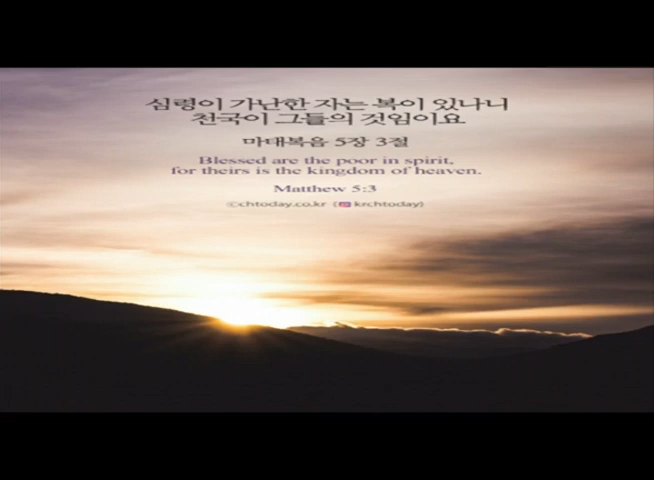 심령이 가난한 자는 복이 있나니
천국이 그들의 것임이요
마태복음 5장 3절
Blessed are the poor in spirit,
for theirs is the kingdom of heaven.
Matthew 5:3
©chtoday.co.kr (krchtoday)